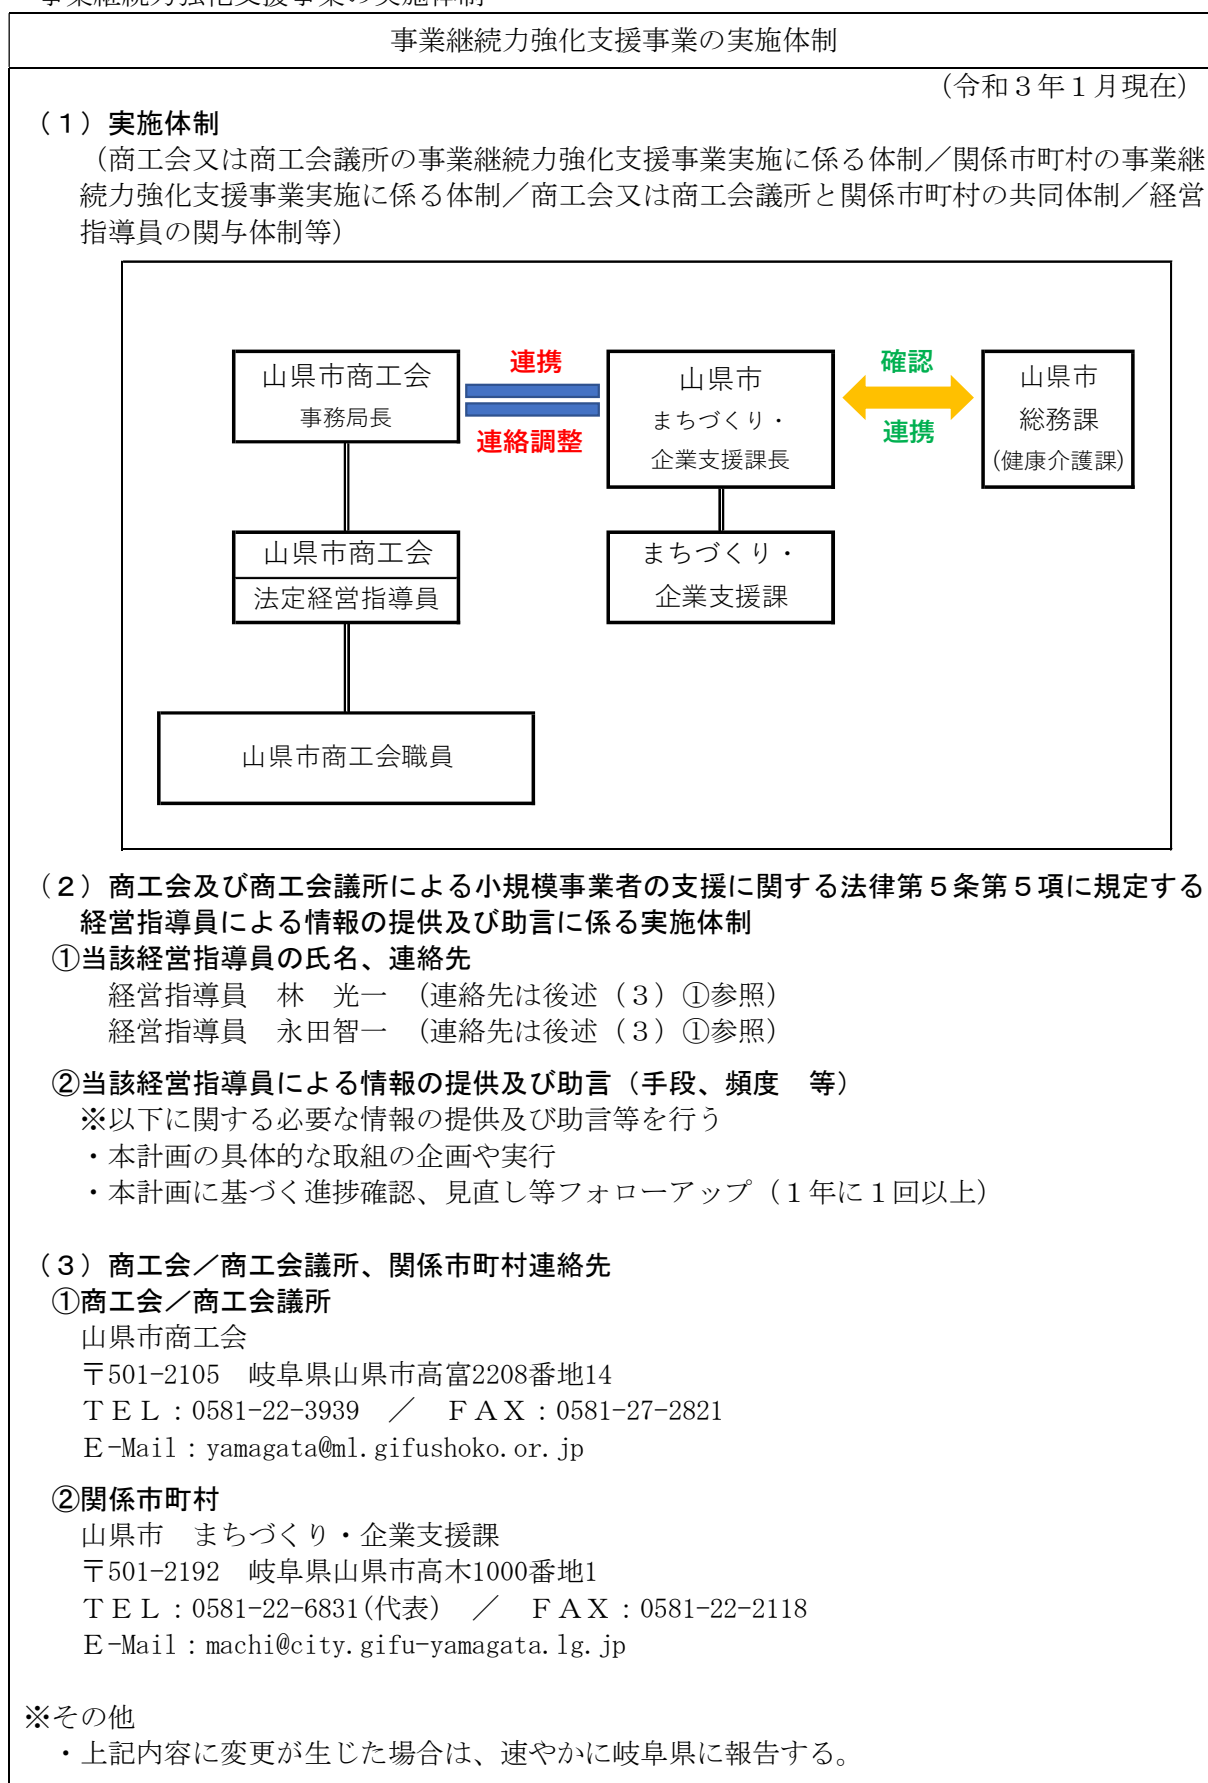 事業継続力強化支援事業の実施体制
事業継続力強化支援事業の実施体制
（令和３年１月現在）
（１）実施体制
（商工会又は商工会議所の事業継続力強化支援事業実施に係る体制／関係市町村の事業継
続力強化支援事業実施に係る体制／商工会又は商工会議所と関係市町村の共同体制／経営
指導員の関与体制等）
山県市商工会
事務局長
連携
連絡調整
山県市
まちづくり・
企業支援課長
確認
連携
山県市
総務課
(健康介護課)
山県市商工会
法定経営指導員
まちづくり・
企業支援課
山県市商工会職員
（２）商工会及び商工会議所による小規模事業者の支援に関する法律第５条第５項に規定する
経営指導員による情報の提供及び助言に係る実施体制
①当該経営指導員の氏名、連絡先
経営指導員　林　光一　（連絡先は後述（３）①参照）
経営指導員　永田智一　（連絡先は後述（３）①参照）
②当該経営指導員による情報の提供及び助言（手段、頻度　等）
※以下に関する必要な情報の提供及び助言等を行う
・本計画の具体的な取組の企画や実行
・本計画に基づく進捗確認、見直し等フォローアップ（１年に１回以上）
（３）商工会／商工会議所、関係市町村連絡先
①商工会／商工会議所
山県市商工会
〒501-2105　岐阜県山県市高富2208番地14
ＴＥＬ：0581-22-3939　／　ＦＡＸ：0581-27-2821
Ｅ-Mail：yamagata@ml.gifushoko.or.jp
②関係市町村
山県市　まちづくり・企業支援課
〒501-2192　岐阜県山県市高木1000番地1
ＴＥＬ：0581-22-6831(代表)　／　ＦＡＸ：0581-22-2118
Ｅ-Mail：machi@city.gifu-yamagata.lg.jp
※その他
・上記内容に変更が生じた場合は、速やかに岐阜県に報告する。